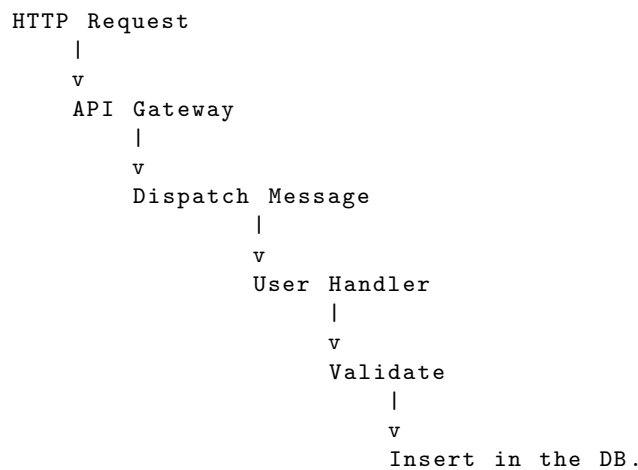 HTTP Request
|
v
API Gateway
|
v
Dispatch Message
|
v
User Handler
|
v
Validate
|
v
Insert in the DB.